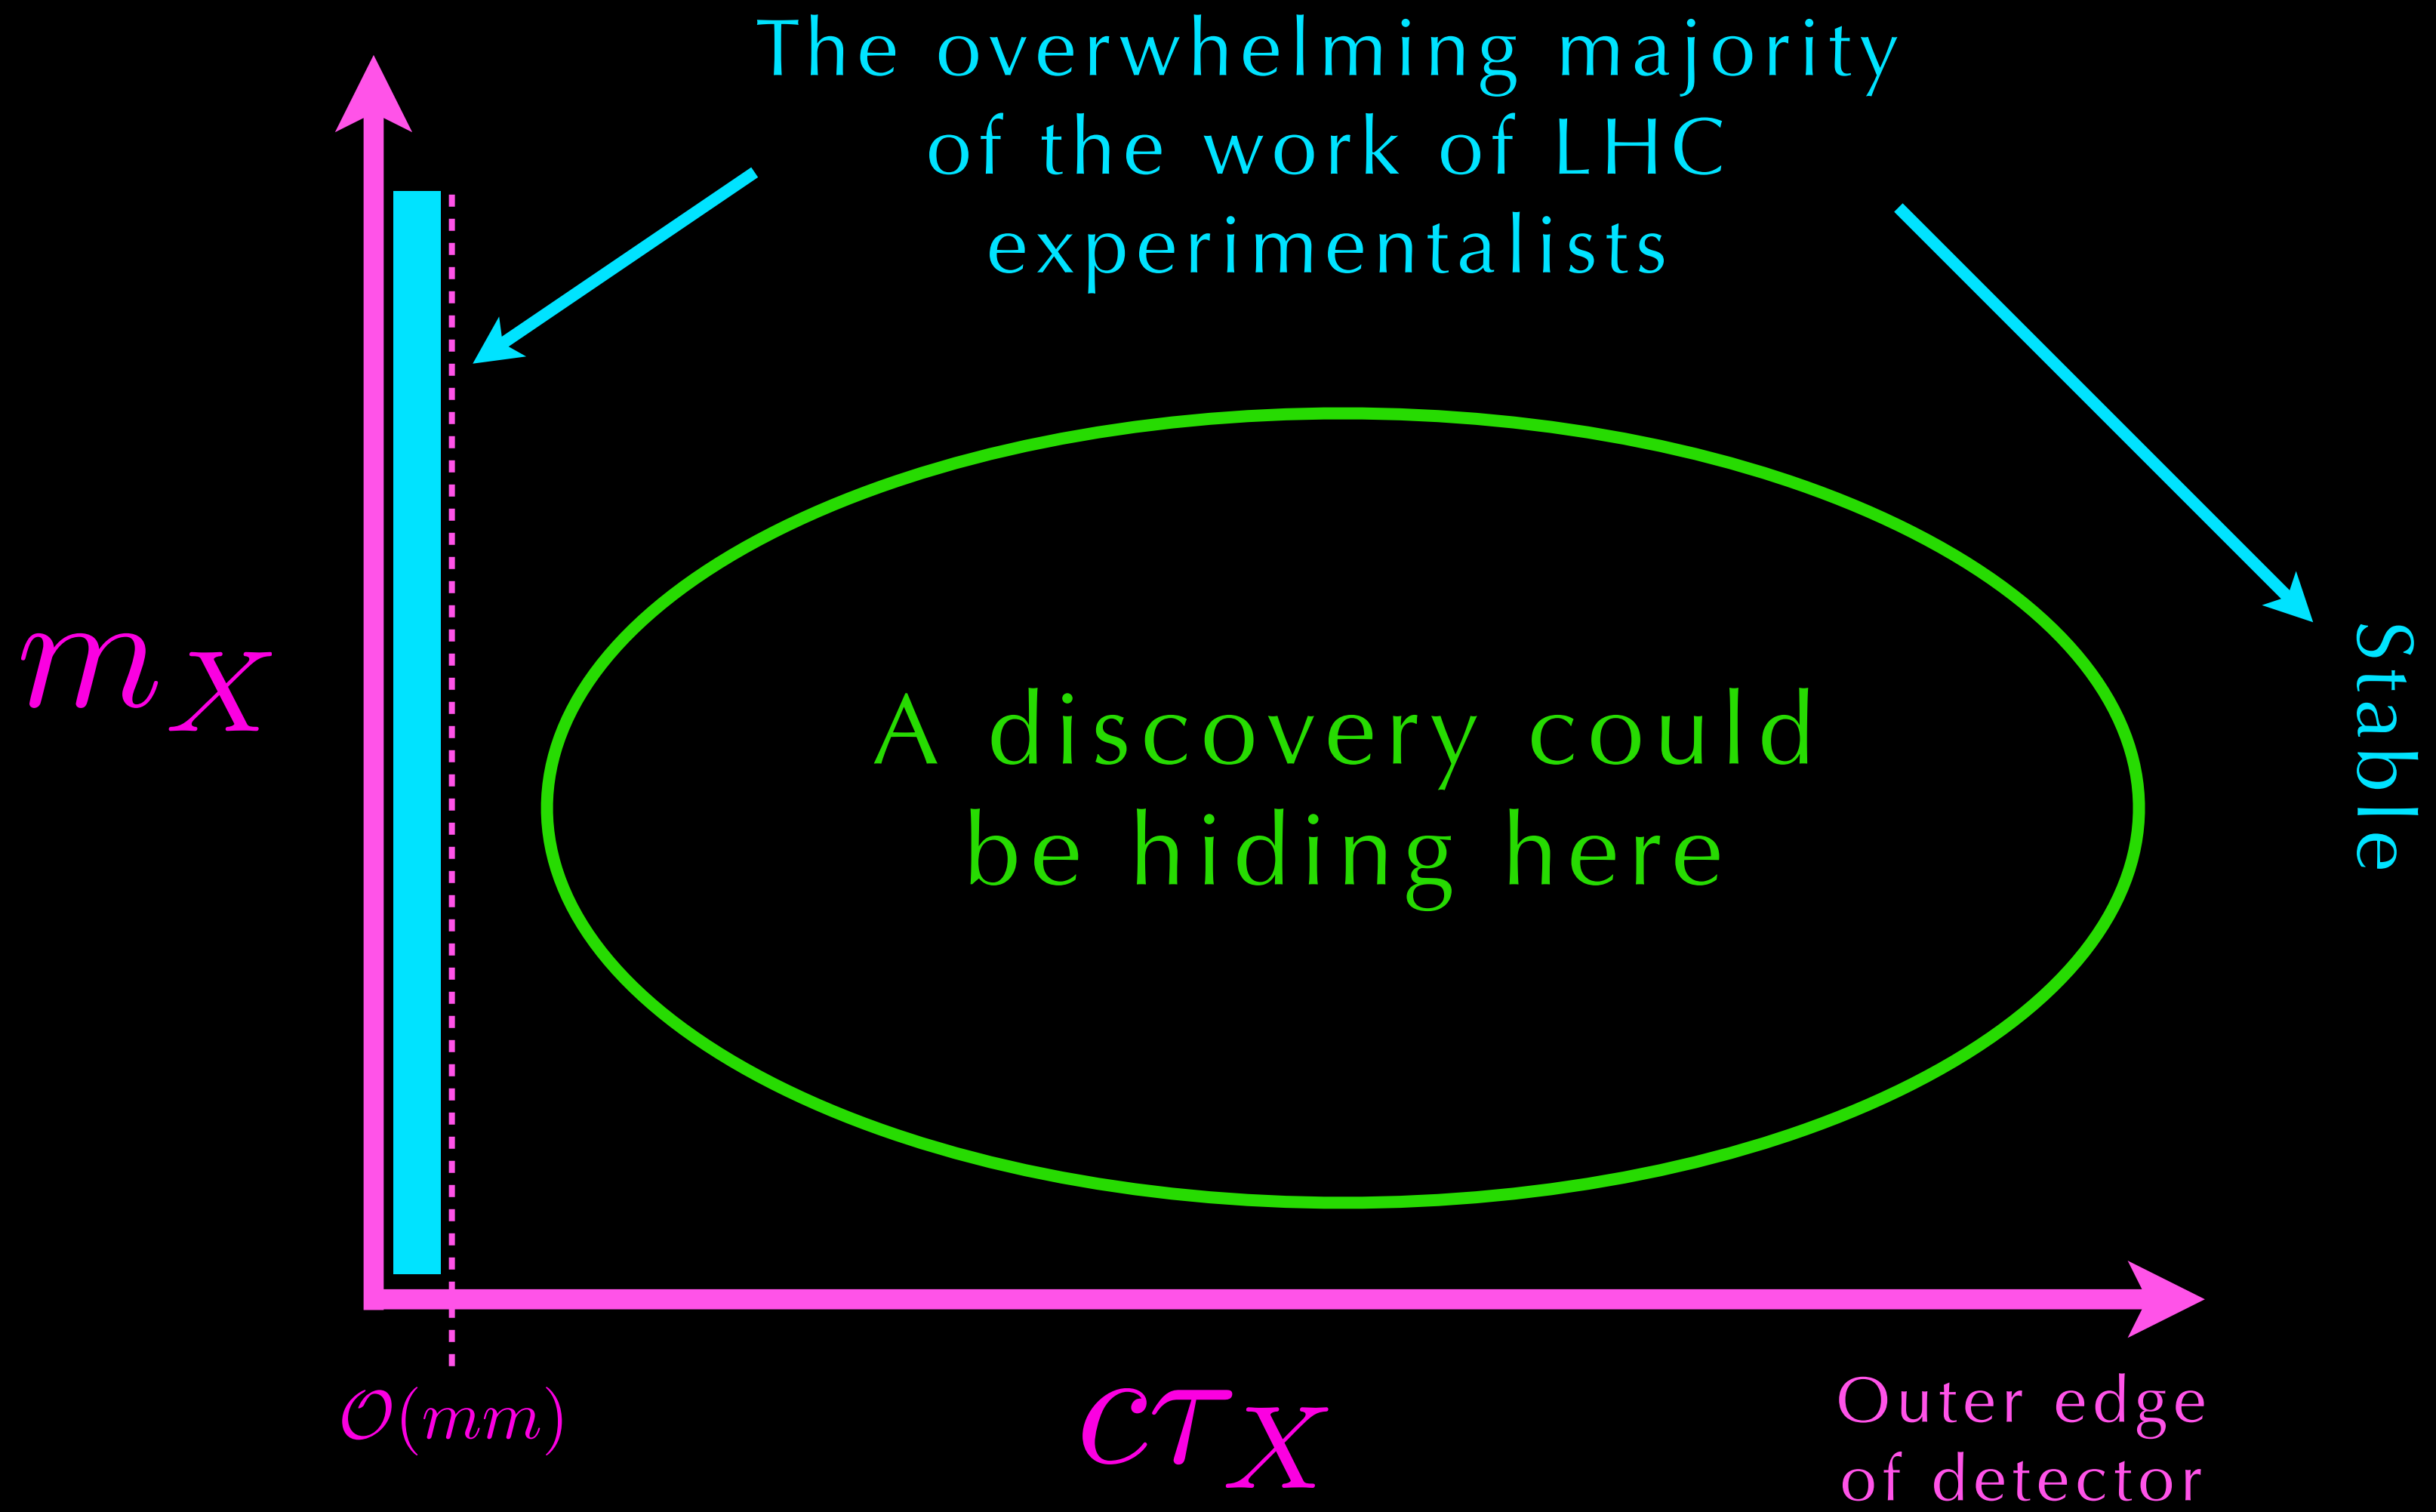 The overwhelming majority
of the work of LHC
experimentalists
m_X
A discovery could
be hiding here
Stable
𝒪(mm)
cτ_X
Outer edge
of detector